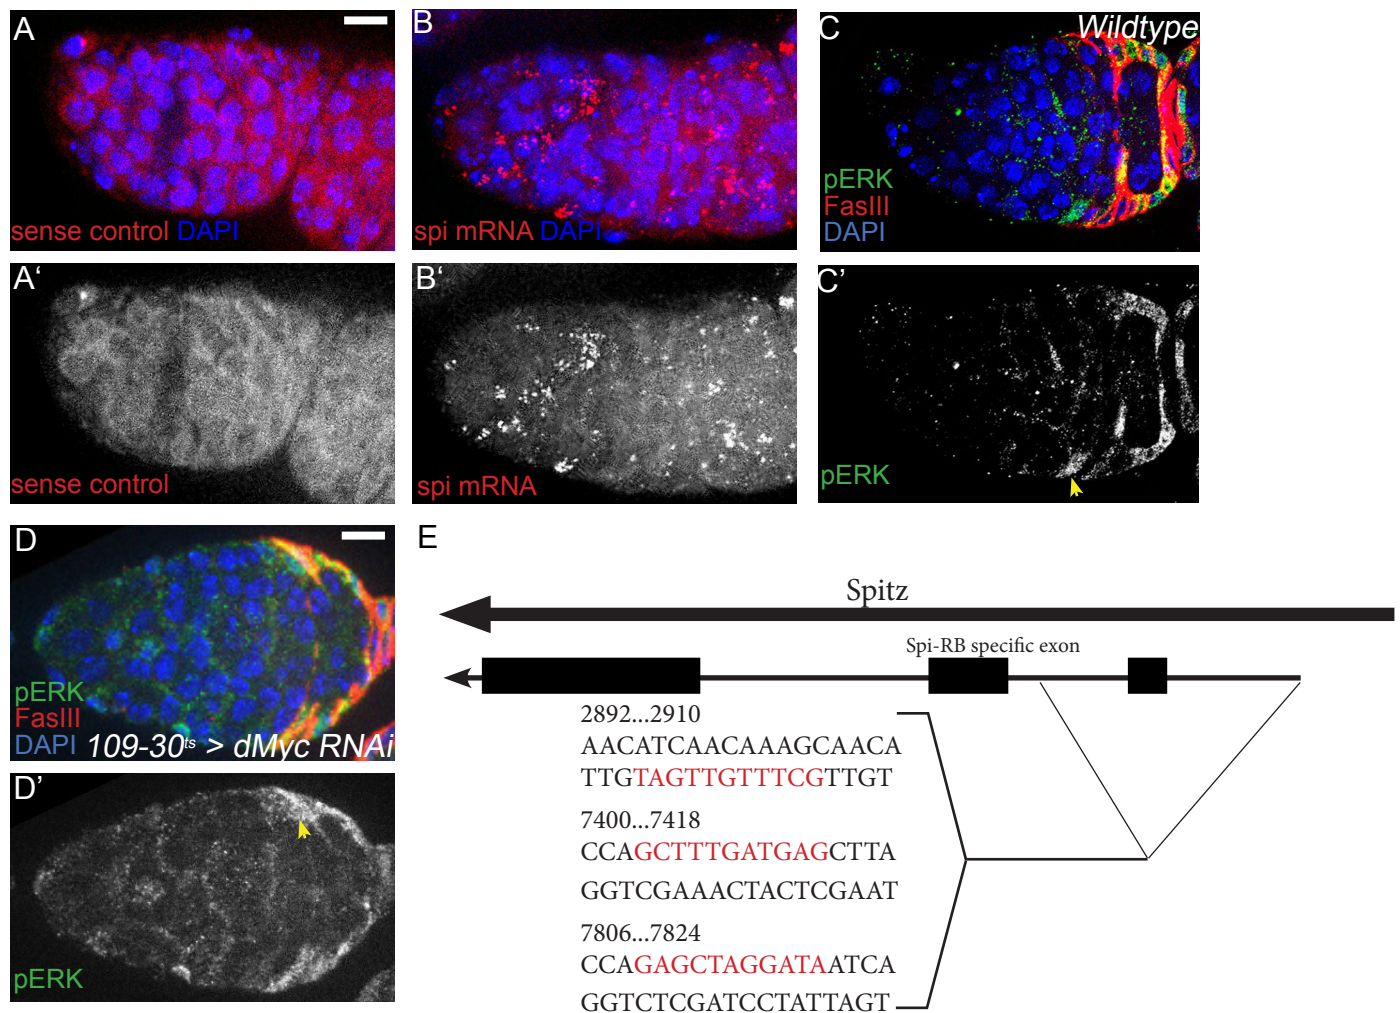 A
sense control DAPI
B
spi mRNA DAPI
C
Wildtype
pERK
FasIII
DAPI
A'
sense control
B'
spi mRNA
C'
pERK
D
pERK
FasIII
DAPI 109-30ts > dMyc RNAi
D'
pERK
E
Spitz
Spi-RB specific exon
2892...2910
AACATCAACAAAGCAACA
TTGTAGTTGTTTCGTTGT
7400...7418
CCAGCTTTGATGAGCTTA
GGTCGAAACTACTCGAAT
7806...7824
CCAGAGCTAGGATAATCA
GGTCTCGATCCTATTAGT